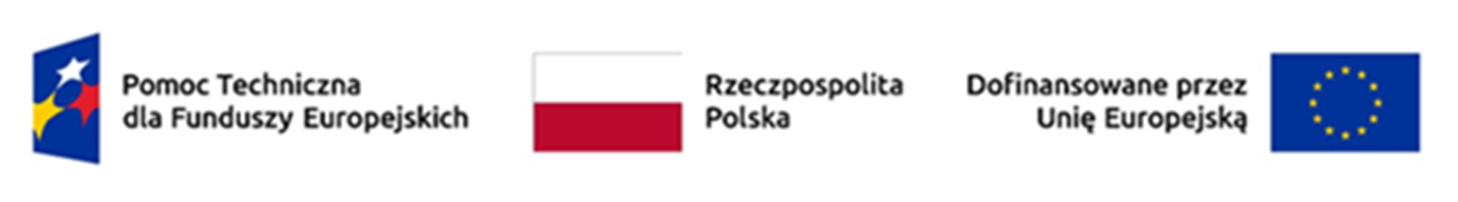 Pomoc Techniczna
dla Funduszy Europejskich
Rzeczpospolita
Polska
Dofinansowane przez
Unię Europejską